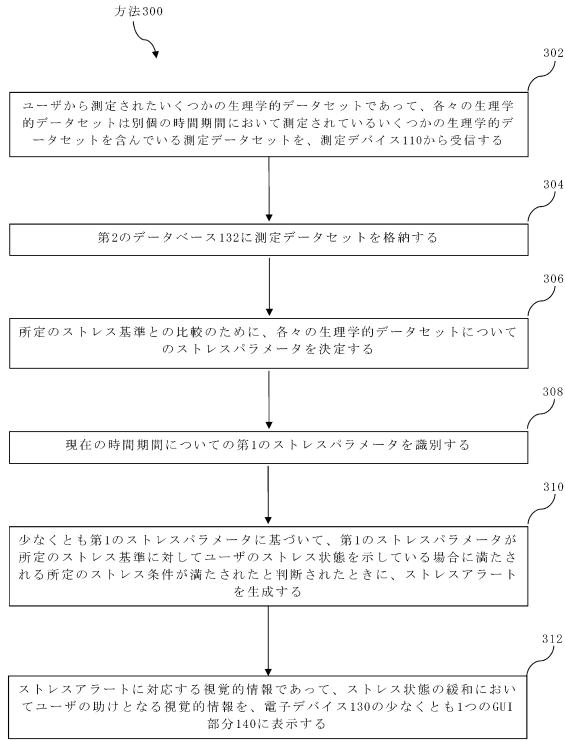 方法300
302
ユーザから測定されたいくつかの生理学的データセットであって、各々の生理学
的データセットは別個の時間期間において測定されているいくつかの生理学的デ
ータセットを含んでいる測定データセットを、測定デバイス110から受信する
304
第2のデータベース132に測定データセットを格納する
306
所定のストレス基準との比較のために、各々の生理学的データセットについて
のストレスパラメータを決定する
308
現在の時間期間についての第1のストレスパラメータを識別する
310
少なくとも第1のストレスパラメータに基づいて、第1のストレスパラメータが
所定のストレス基準に対してユーザのストレス状態を示している場合に満たさ
れる所定のストレス条件が満たされたと判断されたときに、ストレスアラート
を生成する
312
ストレスアラートに対応する視覚的情報であって、ストレス状態の緩和におい
てユーザの助けとなる視覚的情報を、電子デバイス130の少なくとも1つのGUI
部分140に表示する